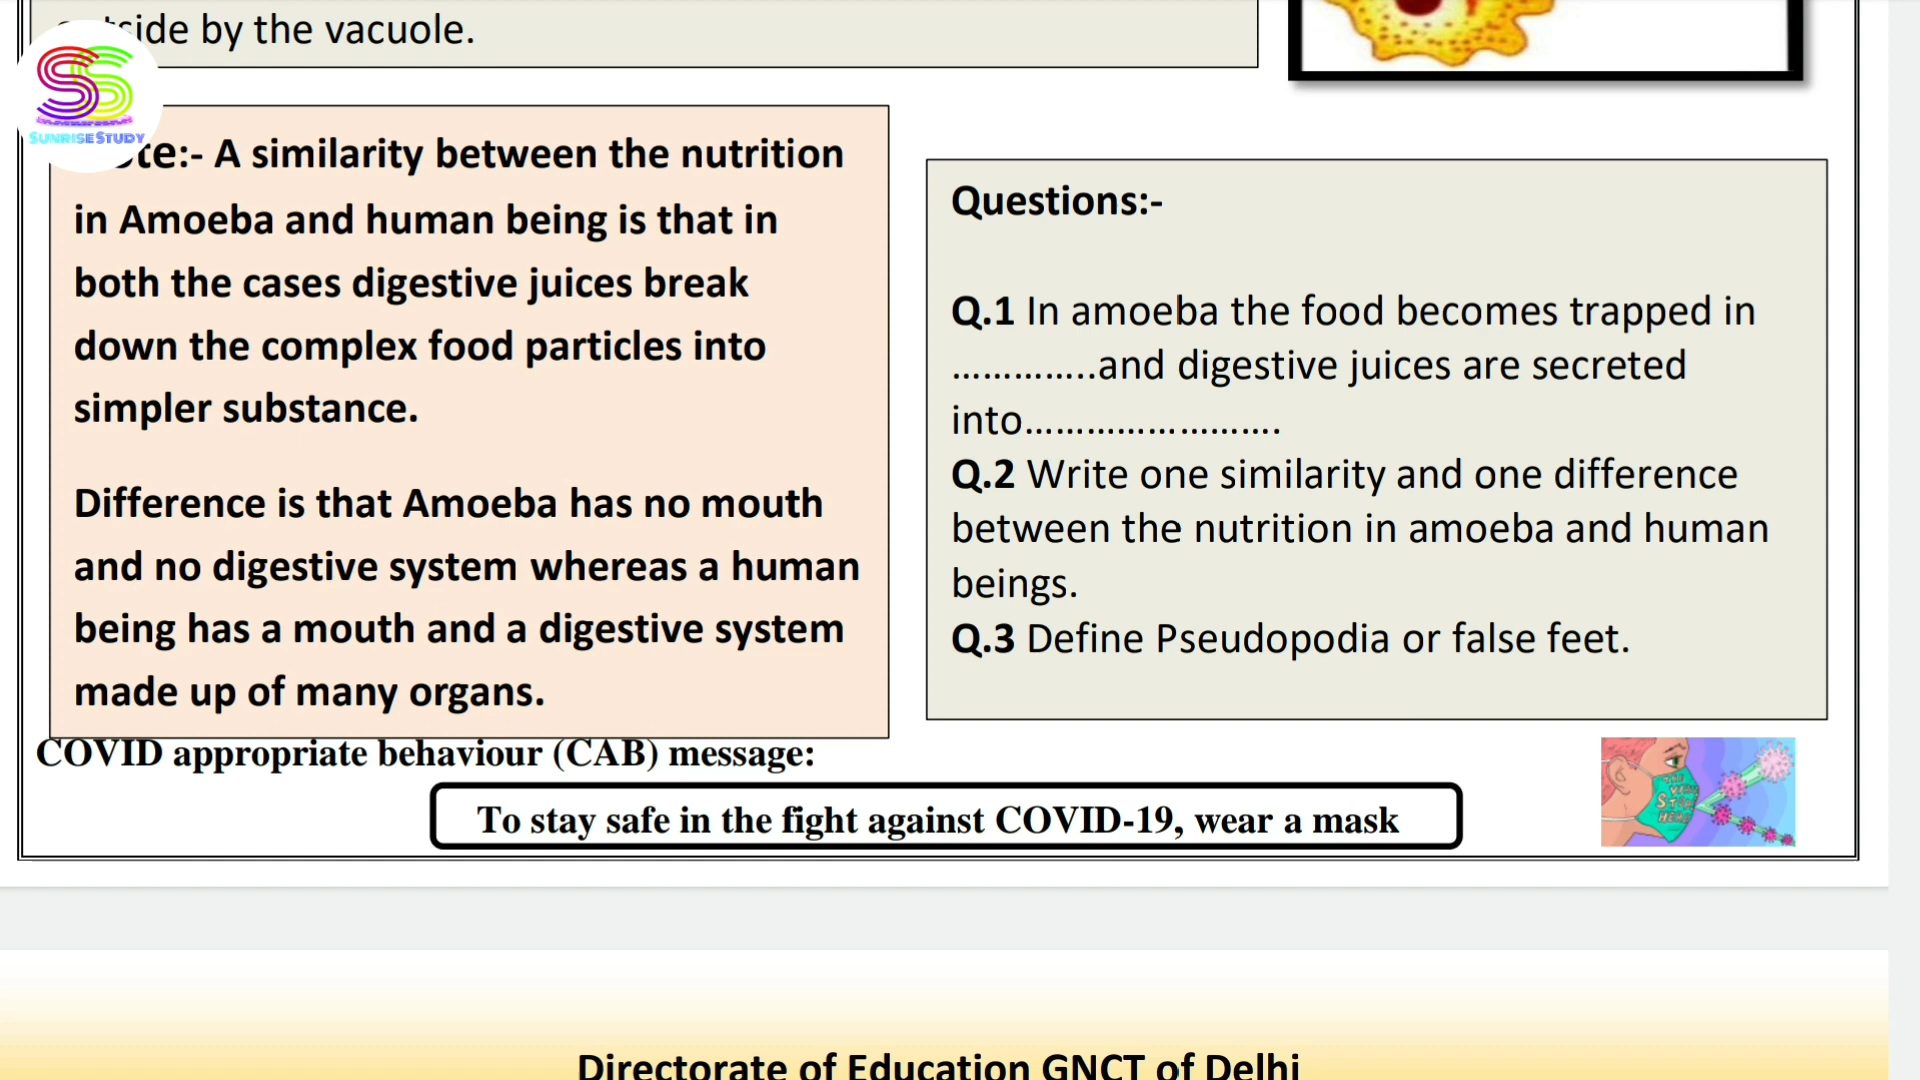 side by the vacuole.
SS
SUNRISESTUDY
te:- A similarity between the nutrition
in Amoeba and human being is that in
both the cases digestive juices break
down the complex food particles into
simpler substance.
Difference is that Amoeba has no mouth
and no digestive system whereas a human
being has a mouth and a digestive system
made up of many organs.
Questions:-
Q.1 In amoeba the food becomes trapped in
…………..and digestive juices are secreted
into…………………….
Q.2 Write one similarity and one difference
between the nutrition in amoeba and human
beings.
Q.3 Define Pseudopodia or false feet.
COVID appropriate behaviour (CAB) message:
To stay safe in the fight against COVID-19, wear a mask
Directorate of Education GNCT of Delhi